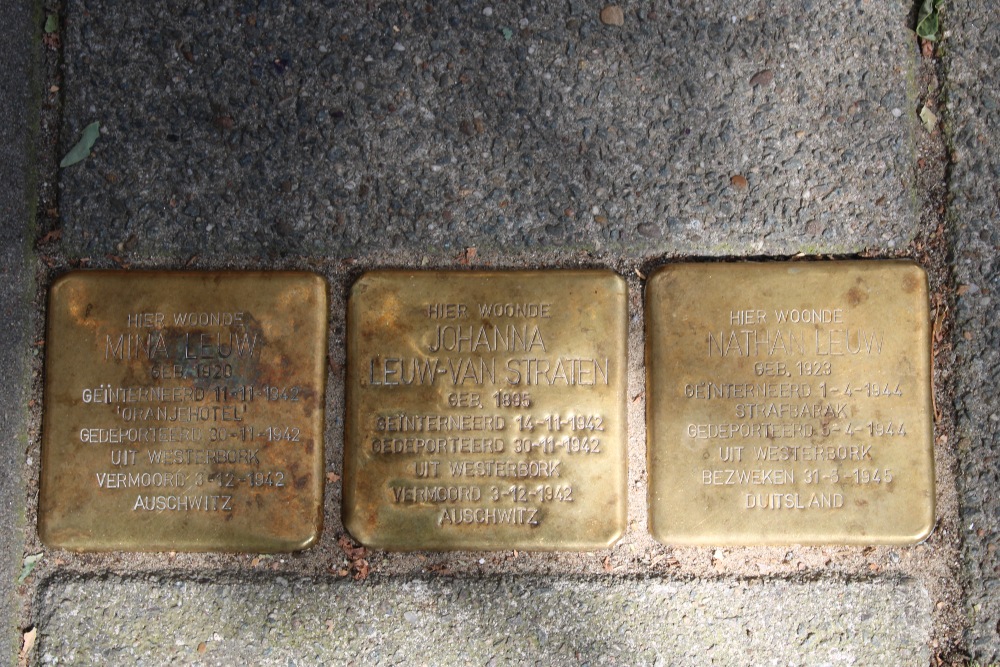 HIER WOONDE
MINA LEUW
GEB. 1920
GEÏNTERNEERD 11-11-1942
'ORANJEHOTEL'
GEDEPORTEERD 30-11-1942
UIT WESTERBORK
VERMOORD 3-12-1942
AUSCHWITZ
HIER WOONDE
JOHANNA
LEUW-VAN STRATEN
GEB. 1895
GEÏNTERNEERD 14-11-1942
GEDEPORTEERD 30-11-1942
UIT WESTERBORK
VERMOORD 3-12-1942
AUSCHWITZ
HIER WOONDE
NATHAN LEUW
GEB. 1923
GEÏNTERNEERD 1-4-1944
STRAFBARAK
GEDEPORTEERD 5-4-1944
UIT WESTERBORK
BEZWEKEN 31-3-1945
DUITSLAND